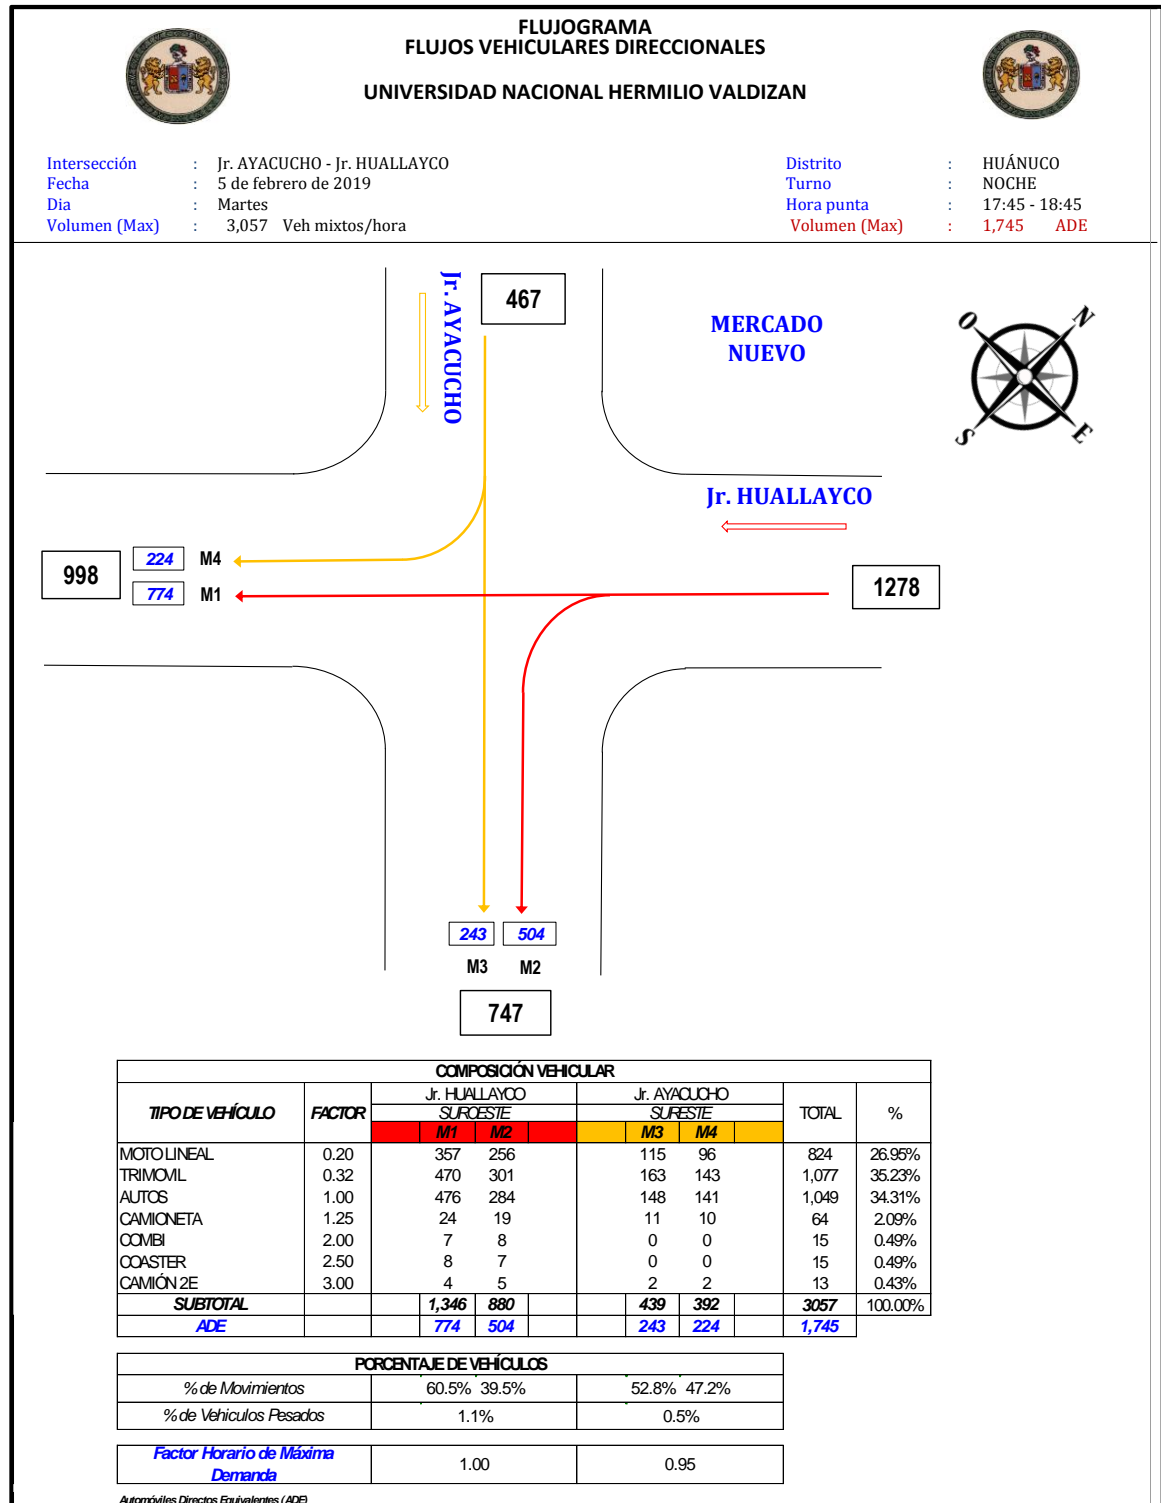 FLUJOGRAMA
FLUJOS VEHICULARES DIRECCIONALES
UNIVERSIDAD NACIONAL HERMILIO VALDIZAN
Intersección : Jr. AYACUCHO - Jr. HUALLAYCO Distrito : HUÁNUCO
Fecha : 5 de febrero de 2019 Turno : NOCHE
Dia : Martes Hora punta : 17:45 - 18:45
Volumen (Max) : 3,057 Veh mixtos/hora Volumen (Max) : 1,745 ADE
Jr. AYACUCHO
467
MERCADO
NUEVO
O N
S E
Jr. HUALLAYCO
998
224 M4
774 M1
1278
243 504
M3 M2
747
COMPOSICIÓN VEHICULAR
TIPO DE VEHÍCULO FACTOR Jr. HUALLAYCO Jr. AYACUCHO TOTAL %
SUROESTE SURESTE
M1 M2 M3 M4
MOTO LINEAL 0.20 357 256 115 96 824 26.95%
TRIMOVIL 0.32 470 301 163 143 1,077 35.23%
AUTOS 1.00 476 284 148 141 1,049 34.31%
CAMIONETA 1.25 24 19 11 10 64 2.09%
COMBI 2.00 7 8 0 0 15 0.49%
COASTER 2.50 8 7 0 0 15 0.49%
CAMIÓN 2E 3.00 4 5 2 2 13 0.43%
SUBTOTAL 1,346 880 439 392 3057 100.00%
ADE 774 504 243 224 1,745
PORCENTAJE DE VEHÍCULOS
% de Movimientos 60.5% 39.5% 52.8% 47.2%
% de Vehiculos Pesados 1.1% 0.5%
Factor Horario de Máxima
Demanda 1.00 0.95
Automóviles Directos Equivalentes (ADE)